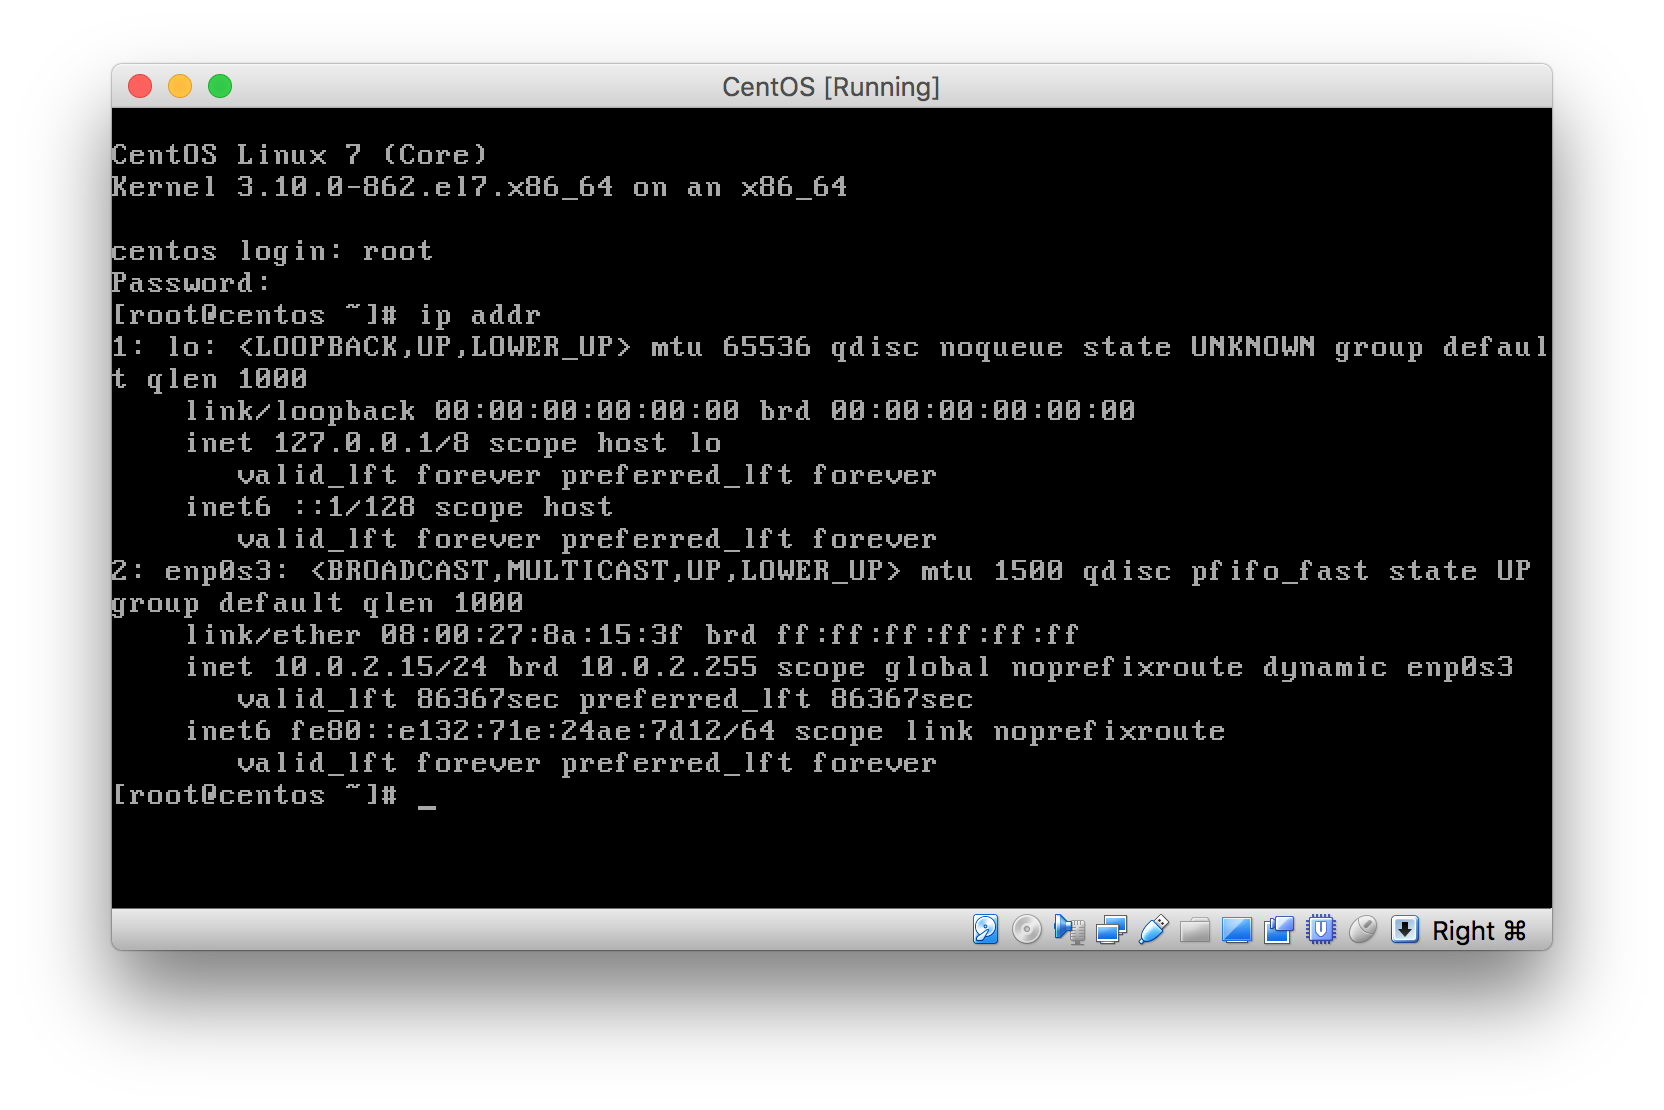 CentOS [Running]
CentOS Linux 7 (Core)
Kernel 3.10.0-862.el7.x86_64 on an x86_64
centos login: root
Password:
[root@centos ~]# ip addr
1: lo: <LOOPBACK,UP,LOWER_UP> mtu 65536 qdisc noqueue state UNKNOWN group defaul
t qlen 1000
    link/loopback 00:00:00:00:00:00 brd 00:00:00:00:00:00
    inet 127.0.0.1/8 scope host lo
       valid_lft forever preferred_lft forever
    inet6 ::1/128 scope host
       valid_lft forever preferred_lft forever
2: enp0s3: <BROADCAST,MULTICAST,UP,LOWER_UP> mtu 1500 qdisc pfifo_fast state UP
group default qlen 1000
    link/ether 08:00:27:8a:15:3f brd ff:ff:ff:ff:ff:ff
    inet 10.0.2.15/24 brd 10.0.2.255 scope global noprefixroute dynamic enp0s3
       valid_lft 86367sec preferred_lft 86367sec
    inet6 fe80::e132:71e:24ae:7d12/64 scope link noprefixroute
       valid_lft forever preferred_lft forever
[root@centos ~]# _
Right ⌘